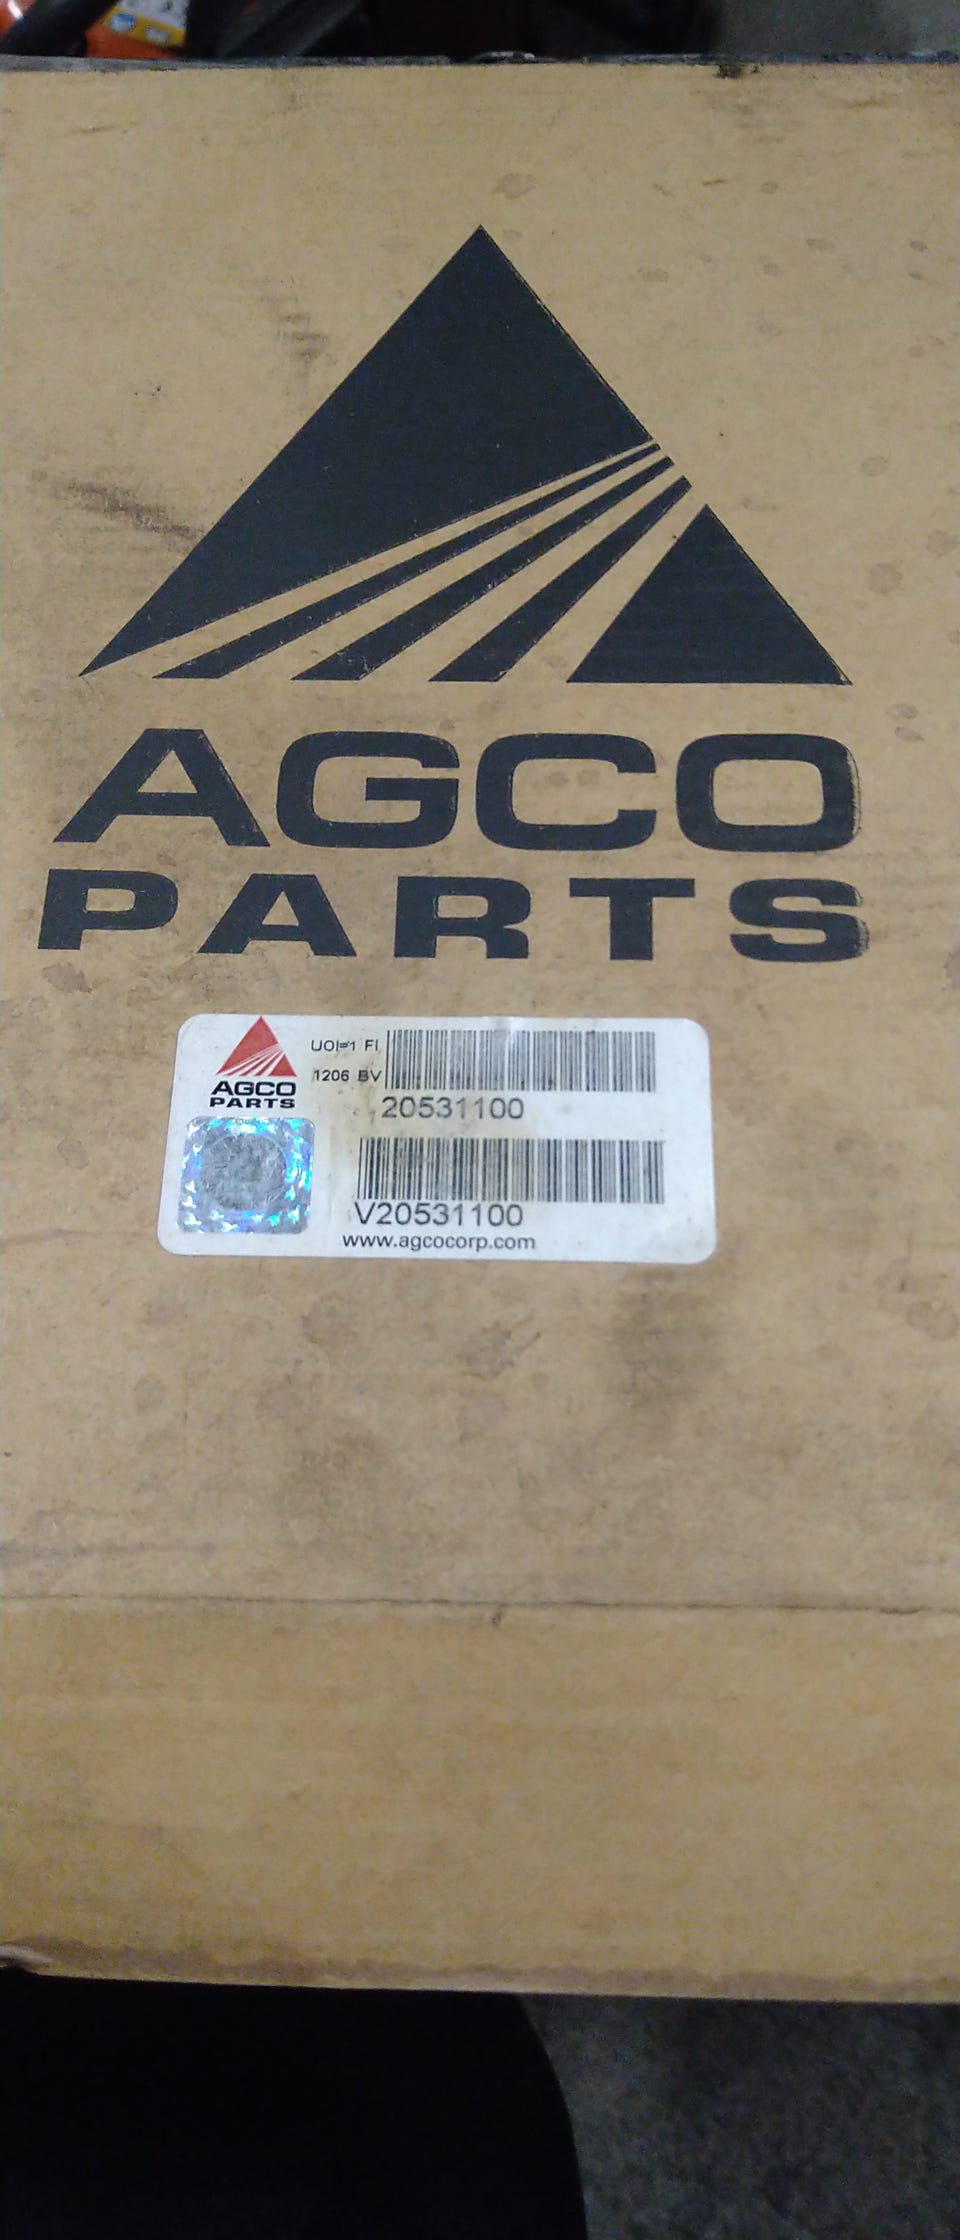 AGCO
PARTS
AGCO
PARTS
UOI=1 FI
1206 BV
20531100
V20531100
www.agcocorp.com